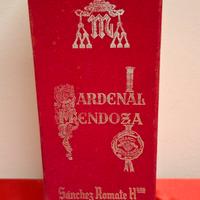 M
CARDENAL
MENDOZA
Sánchez Romate Hnos